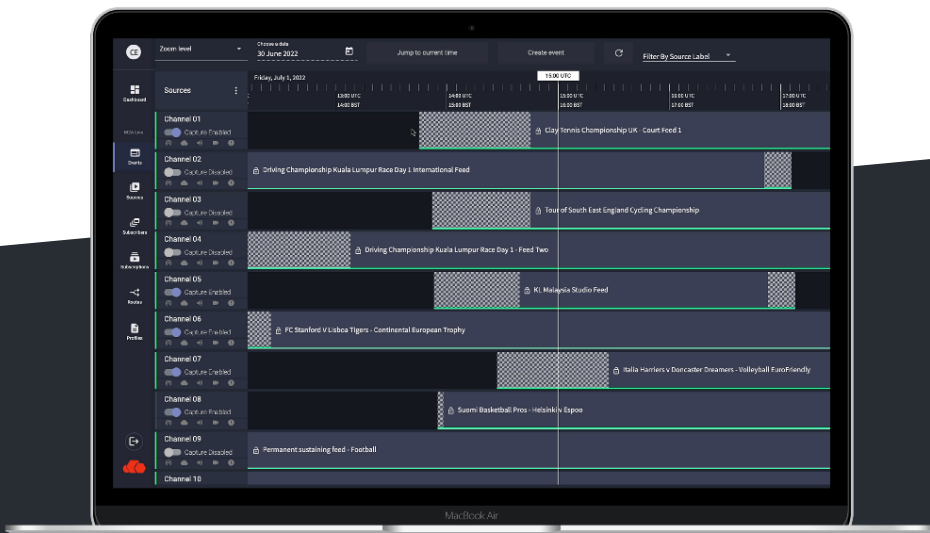 CE
Zoom level
Choose a date
30 June 2022
Jump to current time
Create event
Filter By Source Label
Dashboard
Events
Sources
Subscribers
Subscriptions
Routes
Profiles
Sources
Friday, July 1, 2022
15:00 UTC
13:00 UTC
14:00 UTC
15:00 UTC
16:00 UTC
17:00 UTC
14:00 BST
15:00 BST
16:00 BST
17:00 BST
18:00 BST
Channel 01
Capture Enabled
Clay Tennis Championship UK - Court Feed 1
Channel 02
Capture Disabled
Driving Championship Kuala Lumpur Race Day 1 International Feed
Channel 03
Capture Disabled
Tour of South East England Cycling Championship
Channel 04
Capture Disabled
Driving Championship Kuala Lumpur Race Day 1 - Feed Two
Channel 05
Capture Enabled
KL Malaysia Studio Feed
Channel 06
Capture Enabled
FC Stanford V Lisboa Tigers - Continental European Trophy
Channel 07
Capture Enabled
Italia Harriers v Doncaster Dreamers - Volleyball EuroFriendly
Channel 08
Capture Enabled
Suomi Basketball Pros - Helsinki v Espoo
Channel 09
Capture Disabled
Permanent sustaining feed - Football
Channel 10
MacBook Air